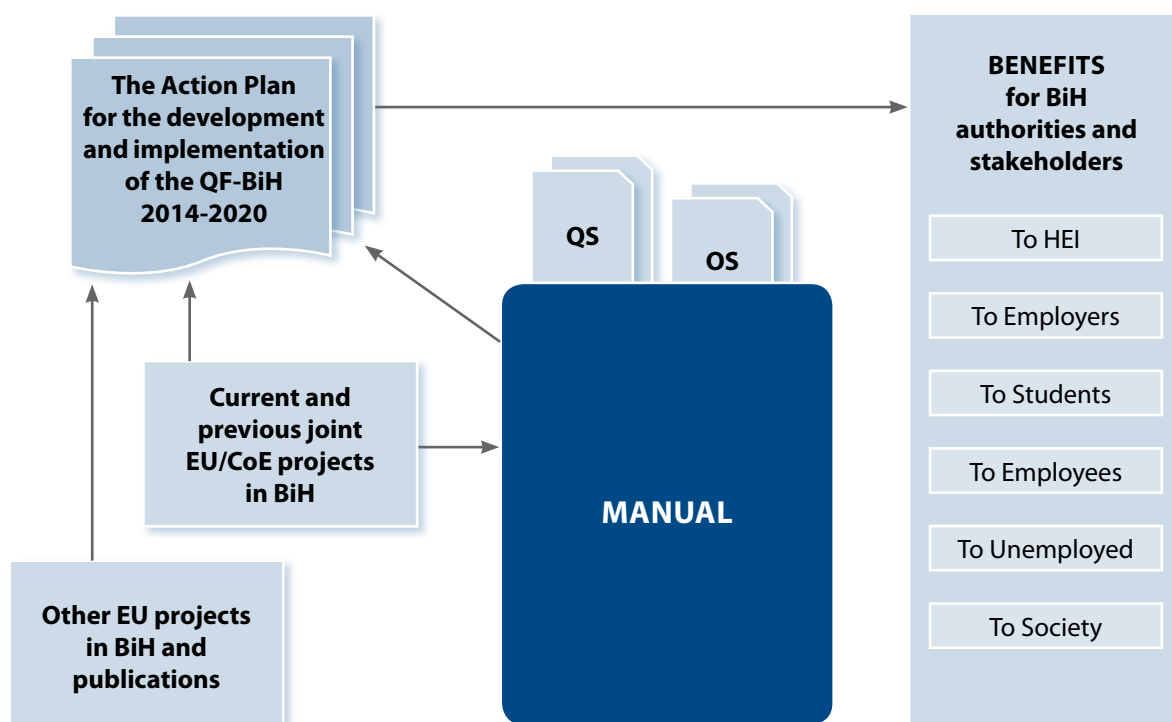 The Action Plan
for the development
and implementation
of the QF-BiH
2014-2020
BENEFITS
for BiH
authorities and
stakeholders
To HEI
To Employers
To Students
To Employees
To Unemployed
To Society
QS
OS
MANUAL
Current and
previous joint
EU/CoE projects
in BiH
Other EU projects
in BiH and
publications